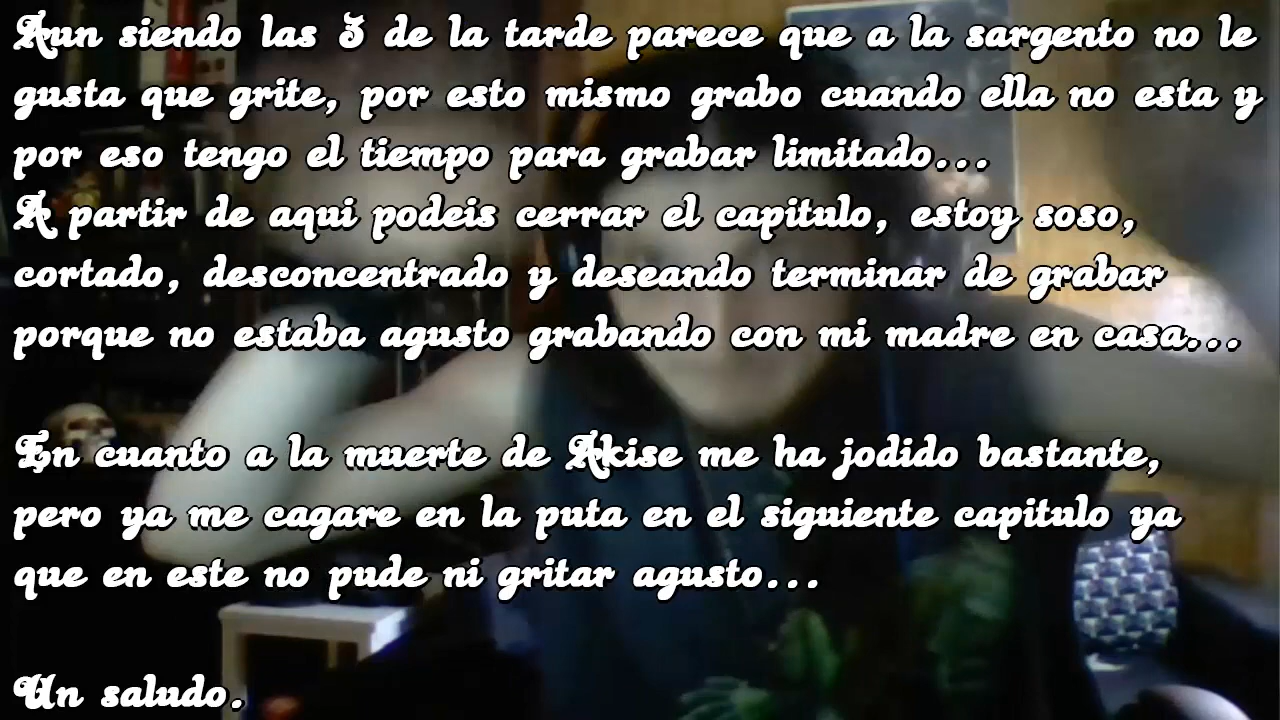 Aun siendo las 3 de la tarde parece que a la sargento no le
gusta que grite, por esto mismo grabo cuando ella no esta y
por eso tengo el tiempo para grabar limitado...
A partir de aqui podeis cerrar el capitulo, estoy soso,
cortado, desconcentrado y deseando terminar de grabar
porque no estaba agusto grabando con mi madre en casa...
En cuanto a la muerte de Akise me ha jodido bastante,
pero ya me cagare en la puta en el siguiente capitulo ya
que en este no pude ni gritar agusto...
Un saludo.